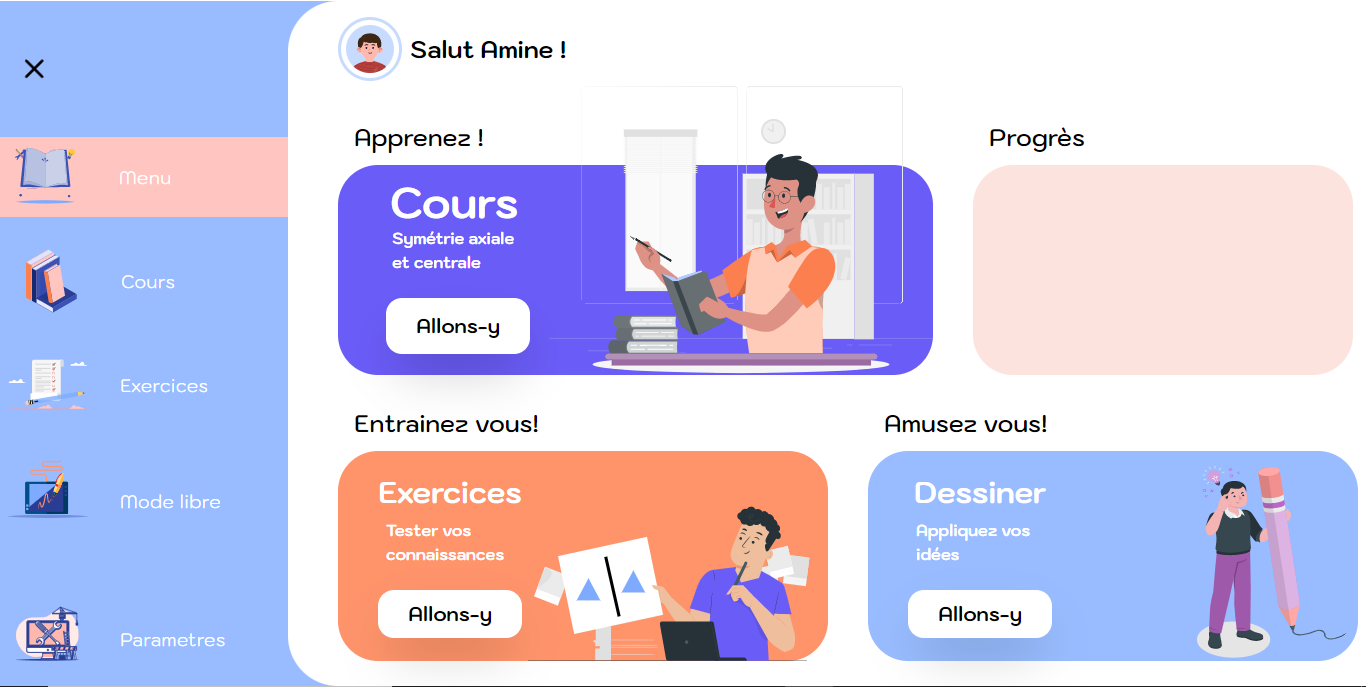 Menu
Cours
Exercices
Mode libre
Parametres
Salut Amine !
Apprenez !
Cours
Symétrie axiale
et centrale
Allons-y
Progrès
Entrainez vous!
Exercices
Tester vos
connaissances
Allons-y
Amusez vous!
Dessiner
Appliquez vos
idées
Allons-y